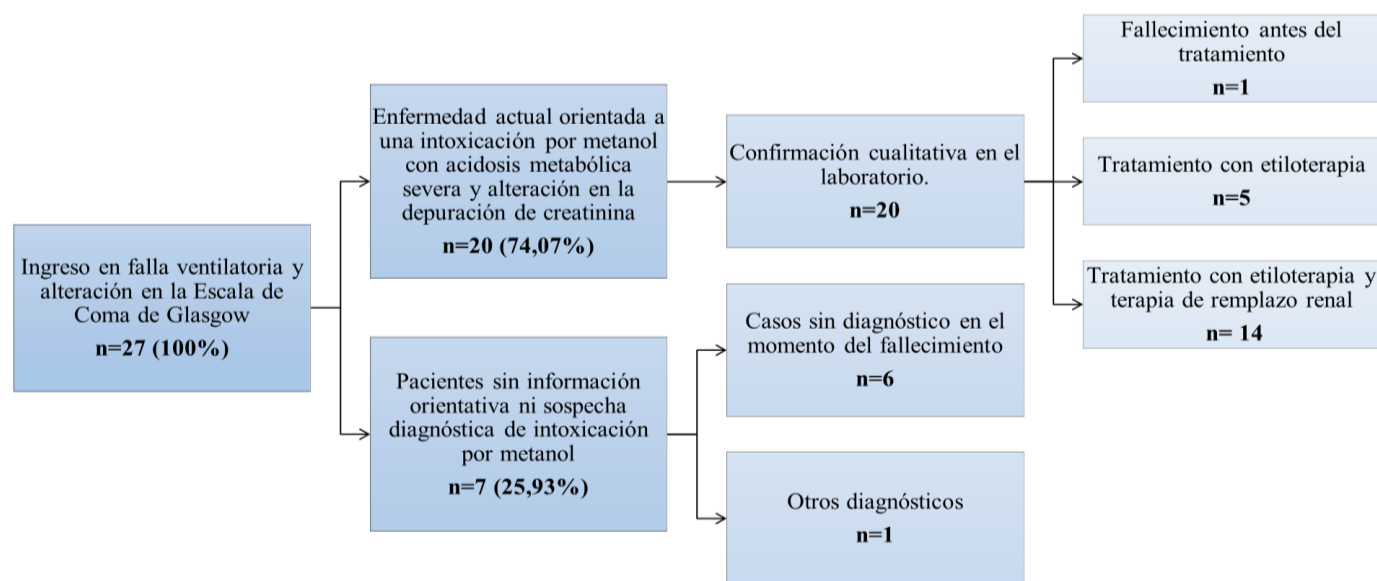 Ingreso en falla ventilatoria y
alteración en la Escala de
Coma de Glasgow
n=27 (100%)
Enfermedad actual orientada a
una intoxicación por metanol
con acidosis metabólica
severa y alteración en la
depuración de creatinina
n=20 (74,07%)
Pacientes sin información
orientativa ni sospecha
diagnóstica de intoxicación
por metanol
n=7 (25,93%)
Confirmación cualitativa en el
laboratorio.
n=20
Casos sin diagnóstico en el
momento del fallecimiento
n=6
Otros diagnósticos
n=1
Fallecimiento antes del
tratamiento
n=1
Tratamiento con etiloterapia
n=5
Tratamiento con etiloterapia y
terapia de remplazo renal
n= 14